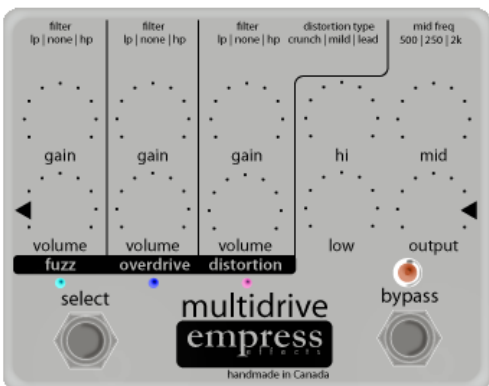 filter filter filter distortion type mid freq
lp | none | hp lp | none | hp lp | none | hp crunch | mild | lead 500 | 250 | 2k
gain gain gain hi mid
volume volume volume low output
fuzz overdrive distortion
select bypass
multidrive
empress
effects
handmade in Canada